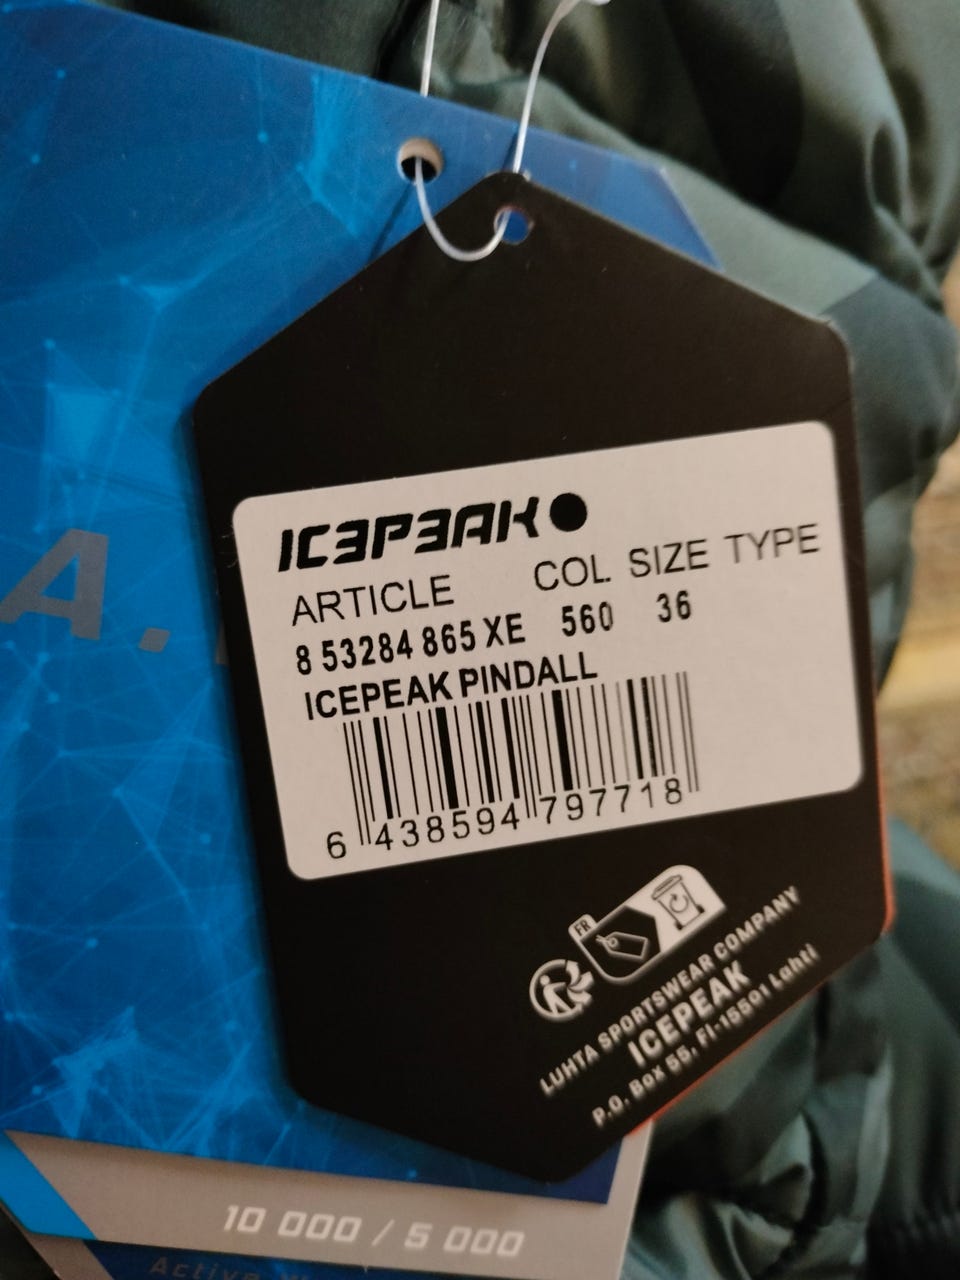 A.
ICEPEAK
ARTICLE COL. SIZE TYPE
8 53284 865 XE 560 36
ICEPEAK PINDALL
6 438594 797718
FR
LUHTA SPORTSWEAR COMPANY
ICEPEAK
P.O. Box 55, FI-15501 Lahti
10 000 / 5 000
Active